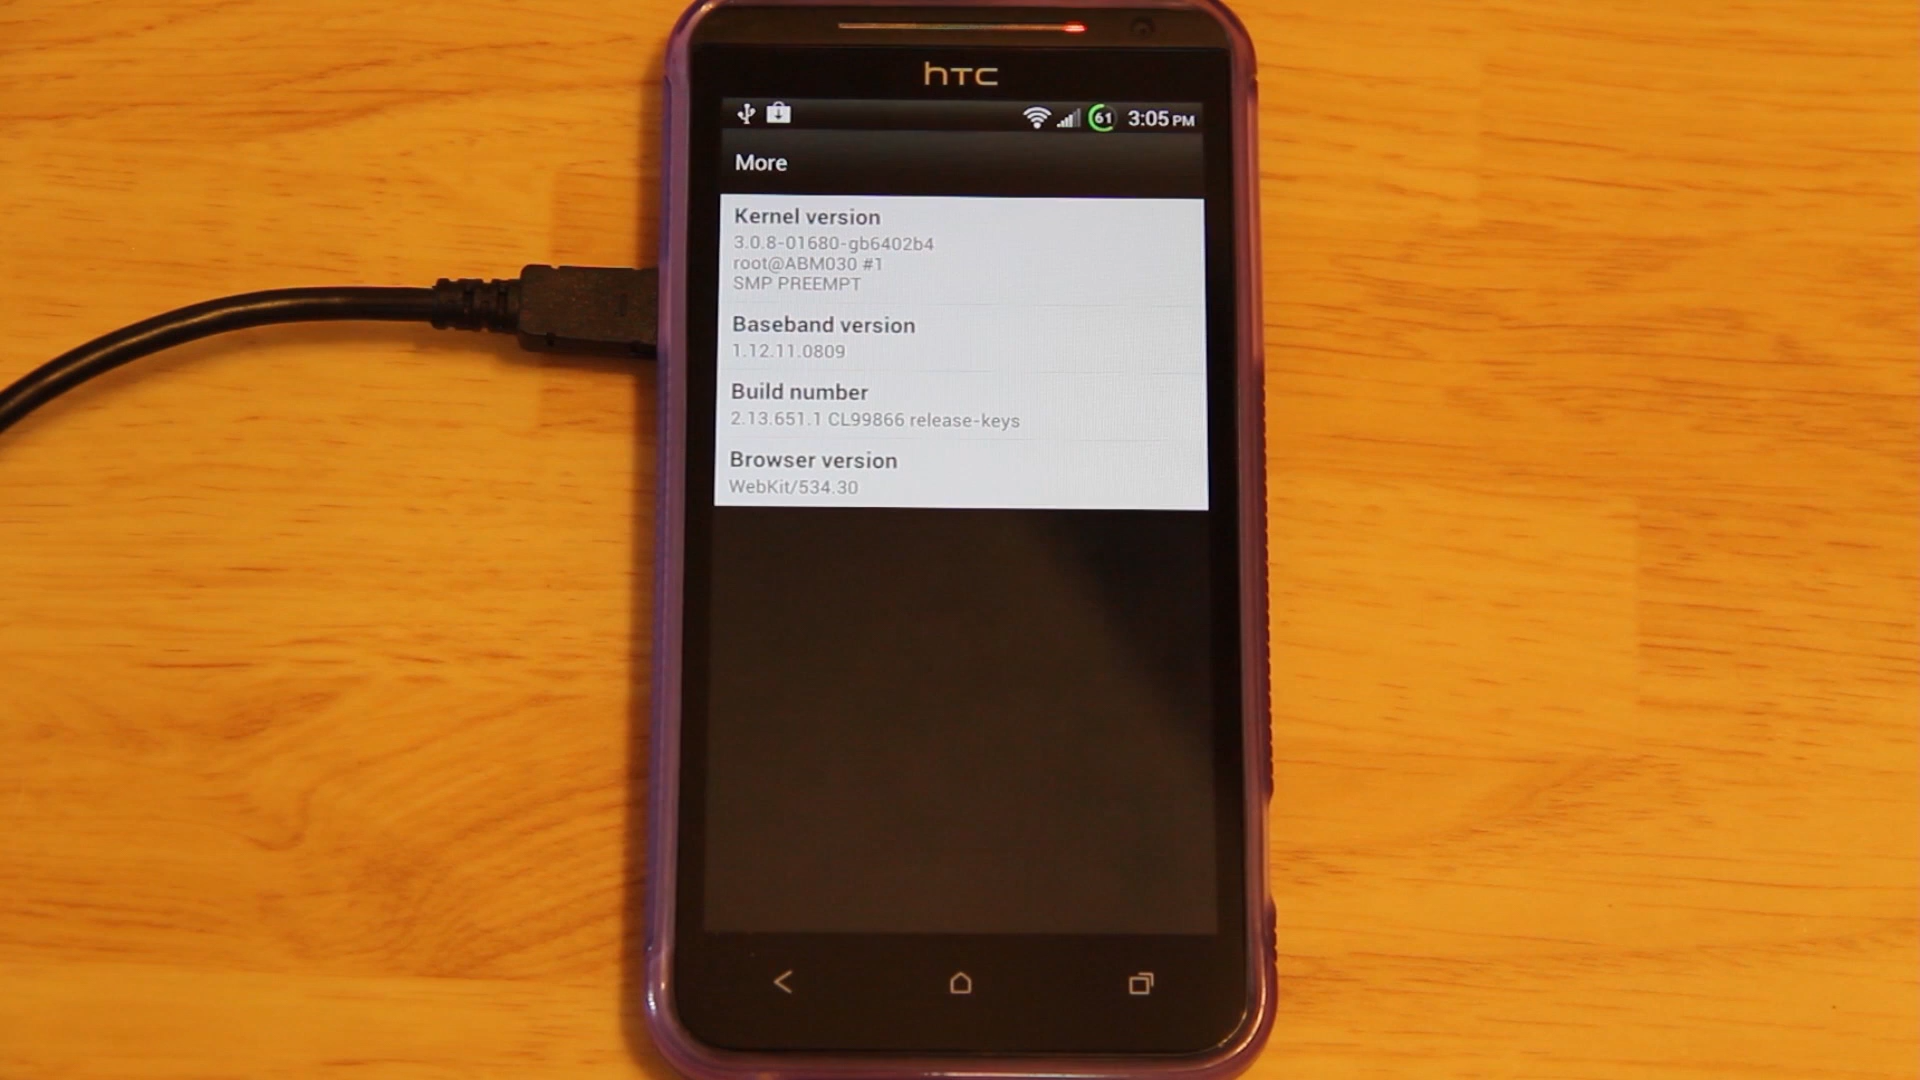 hTC
61 3:05 PM
More
Kernel version
3.0.8-01680-gb6402b4
root@ABM030 #1
SMP PREEMPT
Baseband version
1.12.11.0809
Build number
2.13.651.1 CL99866 release-keys
Browser version
WebKit/534.30